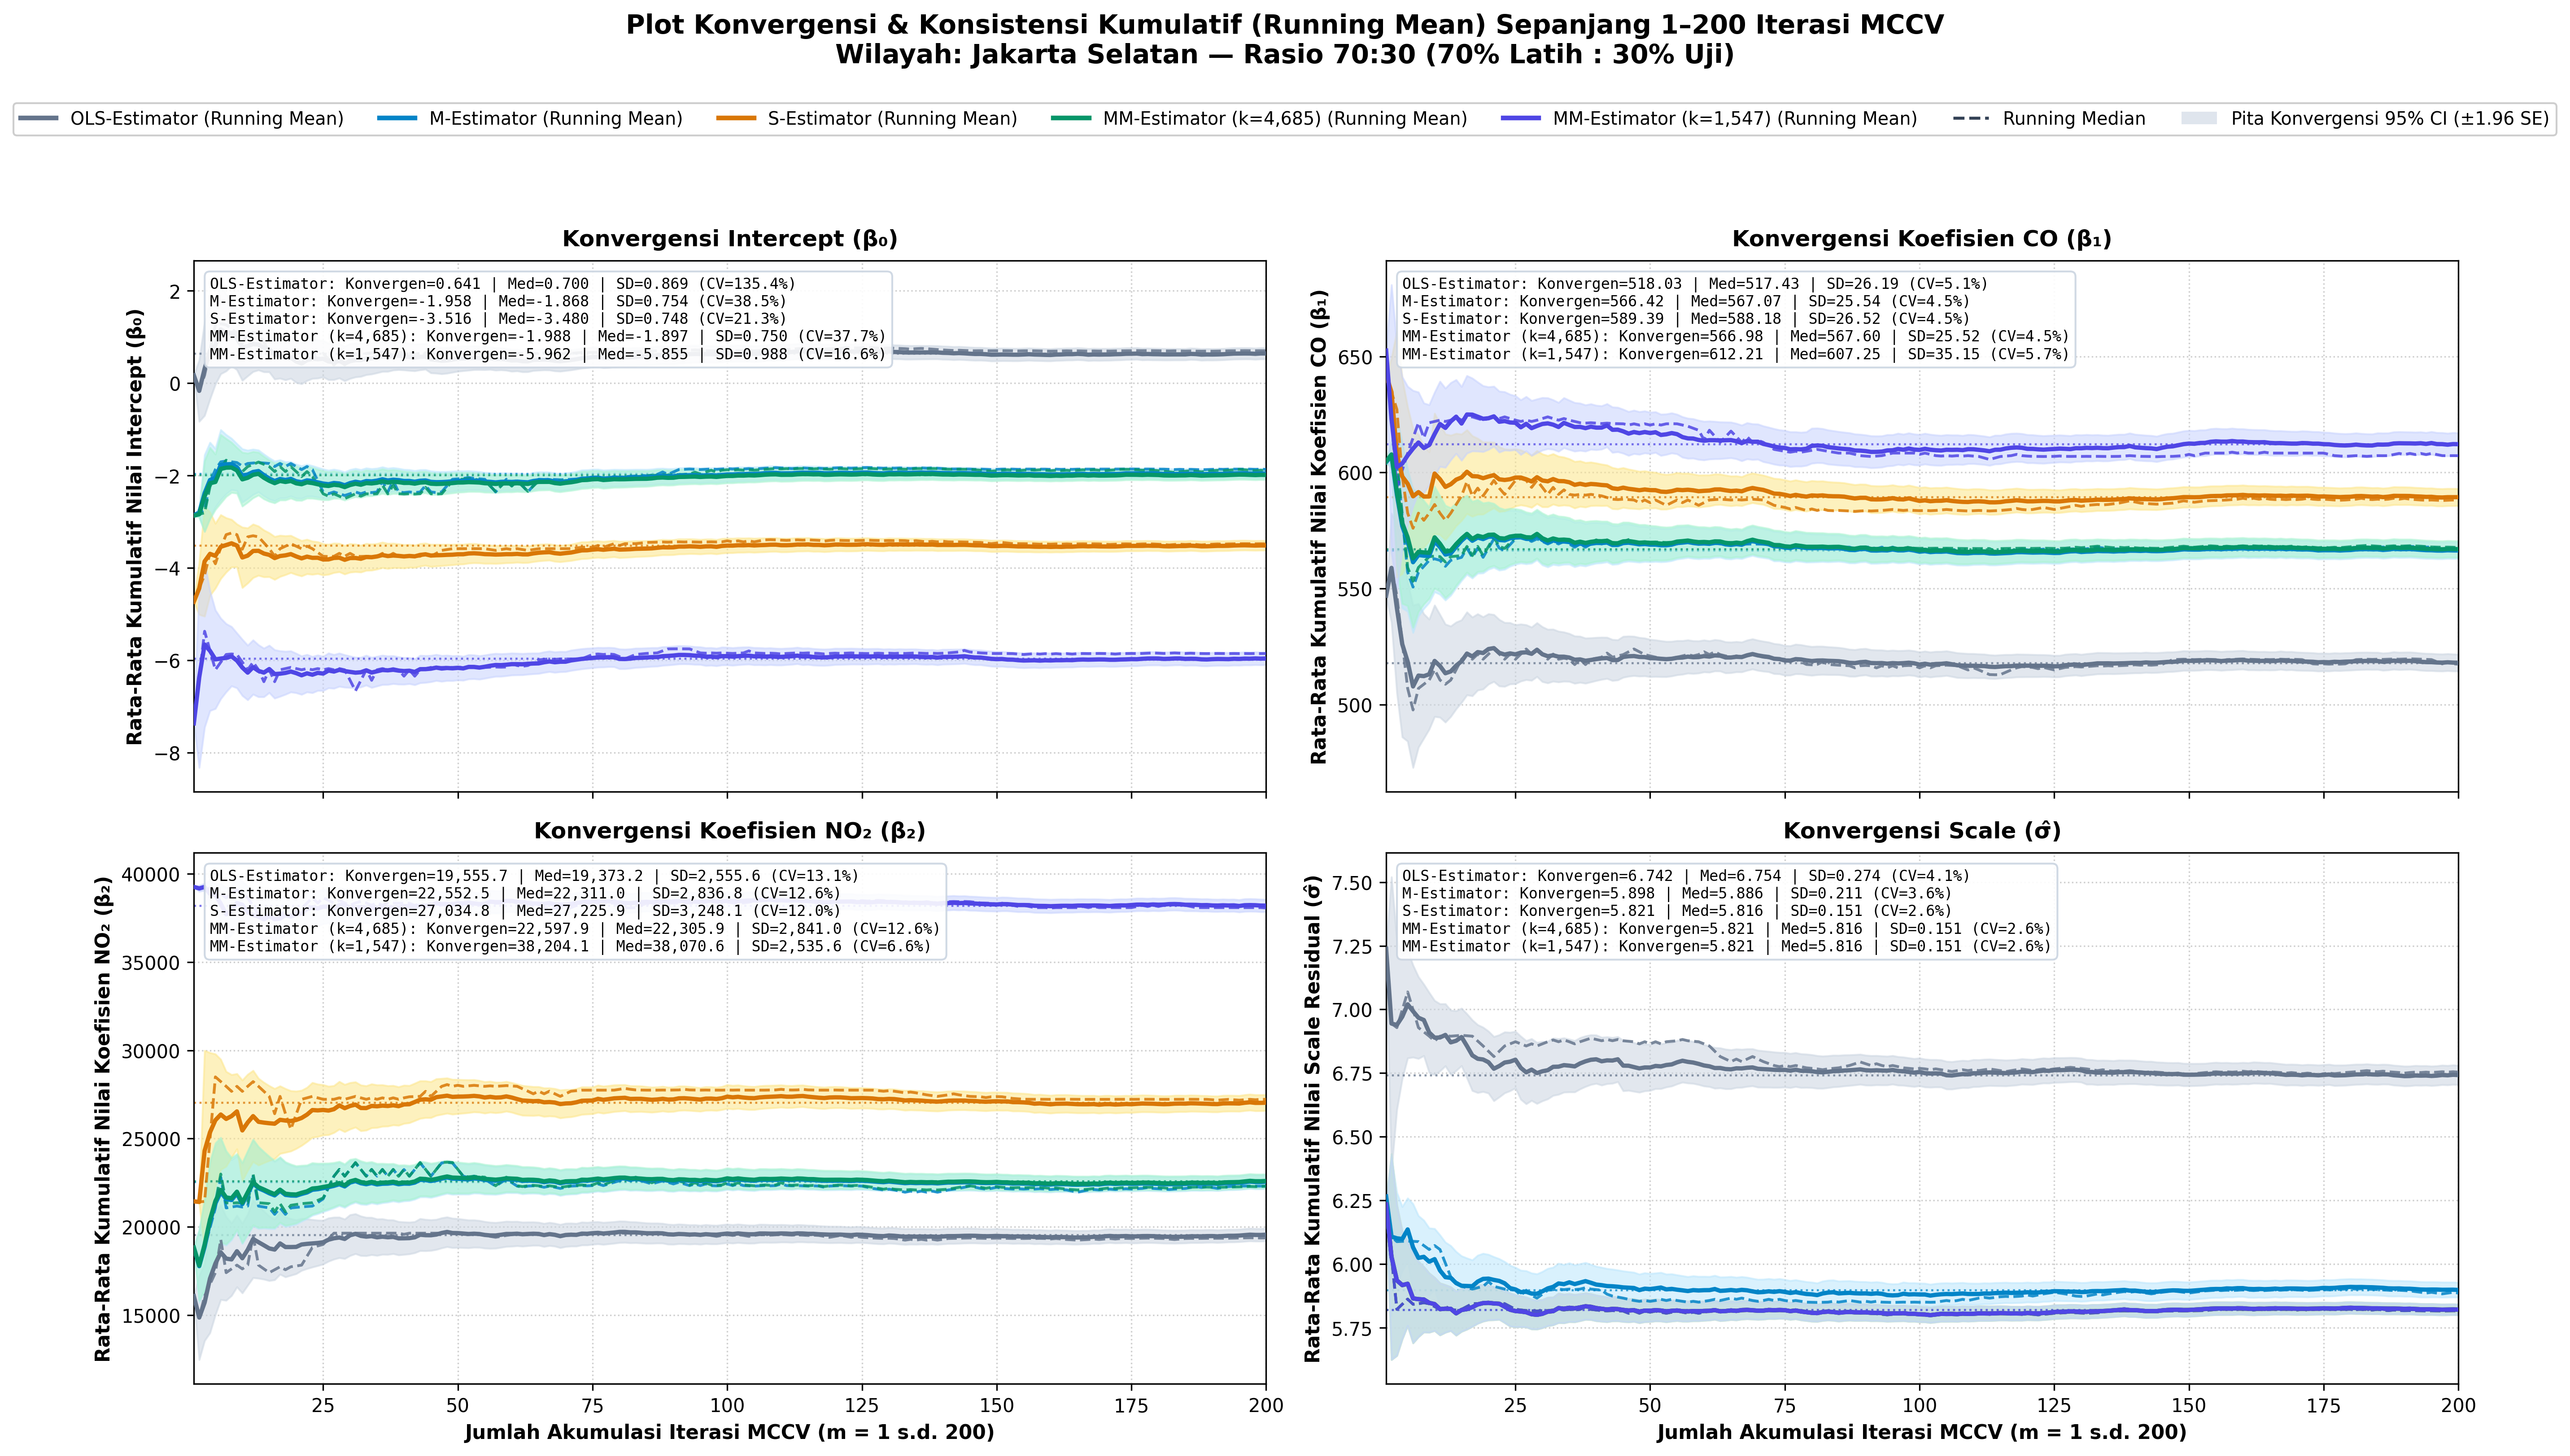 Plot Konvergensi & Konsistensi Kumulatif (Running Mean) Sepanjang 1–200 Iterasi MCCV
Wilayah: Jakarta Selatan — Rasio 70:30 (70% Latih : 30% Uji)
OLS-Estimator (Running Mean) M-Estimator (Running Mean) S-Estimator (Running Mean) MM-Estimator (k=4,685) (Running Mean) MM-Estimator (k=1,547) (Running Mean) Running Median Pita Konvergensi 95% CI (±1.96 SE)
Konvergensi Intercept (β₀)
OLS-Estimator: Konvergen=0.641 | Med=0.700 | SD=0.869 (CV=135.4%)
M-Estimator: Konvergen=-1.958 | Med=-1.868 | SD=0.754 (CV=38.5%)
S-Estimator: Konvergen=-3.516 | Med=-3.480 | SD=0.748 (CV=21.3%)
MM-Estimator (k=4,685): Konvergen=-1.988 | Med=-1.897 | SD=0.750 (CV=37.7%)
MM-Estimator (k=1,547): Konvergen=-5.962 | Med=-5.855 | SD=0.988 (CV=16.6%)
Rata-Rata Kumulatif Nilai Intercept (β₀)
2
0
−2
−4
−6
−8
Konvergensi Koefisien CO (β₁)
OLS-Estimator: Konvergen=518.03 | Med=517.43 | SD=26.19 (CV=5.1%)
M-Estimator: Konvergen=566.42 | Med=567.07 | SD=25.54 (CV=4.5%)
S-Estimator: Konvergen=589.39 | Med=588.18 | SD=26.52 (CV=4.5%)
MM-Estimator (k=4,685): Konvergen=566.98 | Med=567.60 | SD=25.52 (CV=4.5%)
MM-Estimator (k=1,547): Konvergen=612.21 | Med=607.25 | SD=35.15 (CV=5.7%)
Rata-Rata Kumulatif Nilai Koefisien CO (β₁)
650
600
550
500
Konvergensi Koefisien NO₂ (β₂)
OLS-Estimator: Konvergen=19,555.7 | Med=19,373.2 | SD=2,555.6 (CV=13.1%)
M-Estimator: Konvergen=22,552.5 | Med=22,311.0 | SD=2,836.8 (CV=12.6%)
S-Estimator: Konvergen=27,034.8 | Med=27,225.9 | SD=3,248.1 (CV=12.0%)
MM-Estimator (k=4,685): Konvergen=22,597.9 | Med=22,305.9 | SD=2,841.0 (CV=12.6%)
MM-Estimator (k=1,547): Konvergen=38,204.1 | Med=38,070.6 | SD=2,535.6 (CV=6.6%)
Rata-Rata Kumulatif Nilai Koefisien NO₂ (β₂)
40000
35000
30000
25000
20000
15000
25 50 75 100 125 150 175 200
Jumlah Akumulasi Iterasi MCCV (m = 1 s.d. 200)
Konvergensi Scale (σ̂)
OLS-Estimator: Konvergen=6.742 | Med=6.754 | SD=0.274 (CV=4.1%)
M-Estimator: Konvergen=5.898 | Med=5.886 | SD=0.211 (CV=3.6%)
S-Estimator: Konvergen=5.821 | Med=5.816 | SD=0.151 (CV=2.6%)
MM-Estimator (k=4,685): Konvergen=5.821 | Med=5.816 | SD=0.151 (CV=2.6%)
MM-Estimator (k=1,547): Konvergen=5.821 | Med=5.816 | SD=0.151 (CV=2.6%)
Rata-Rata Kumulatif Nilai Scale Residual (σ̂)
7.50
7.25
7.00
6.75
6.50
6.25
6.00
5.75
25 50 75 100 125 150 175 200
Jumlah Akumulasi Iterasi MCCV (m = 1 s.d. 200)